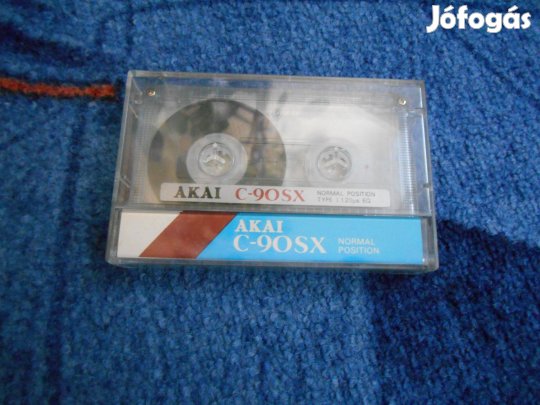 Jófogás
AKAI C-90SX NORMAL POSITION
TYPE I 120µs EQ
AKAI
C-90SX NORMAL
POSITION